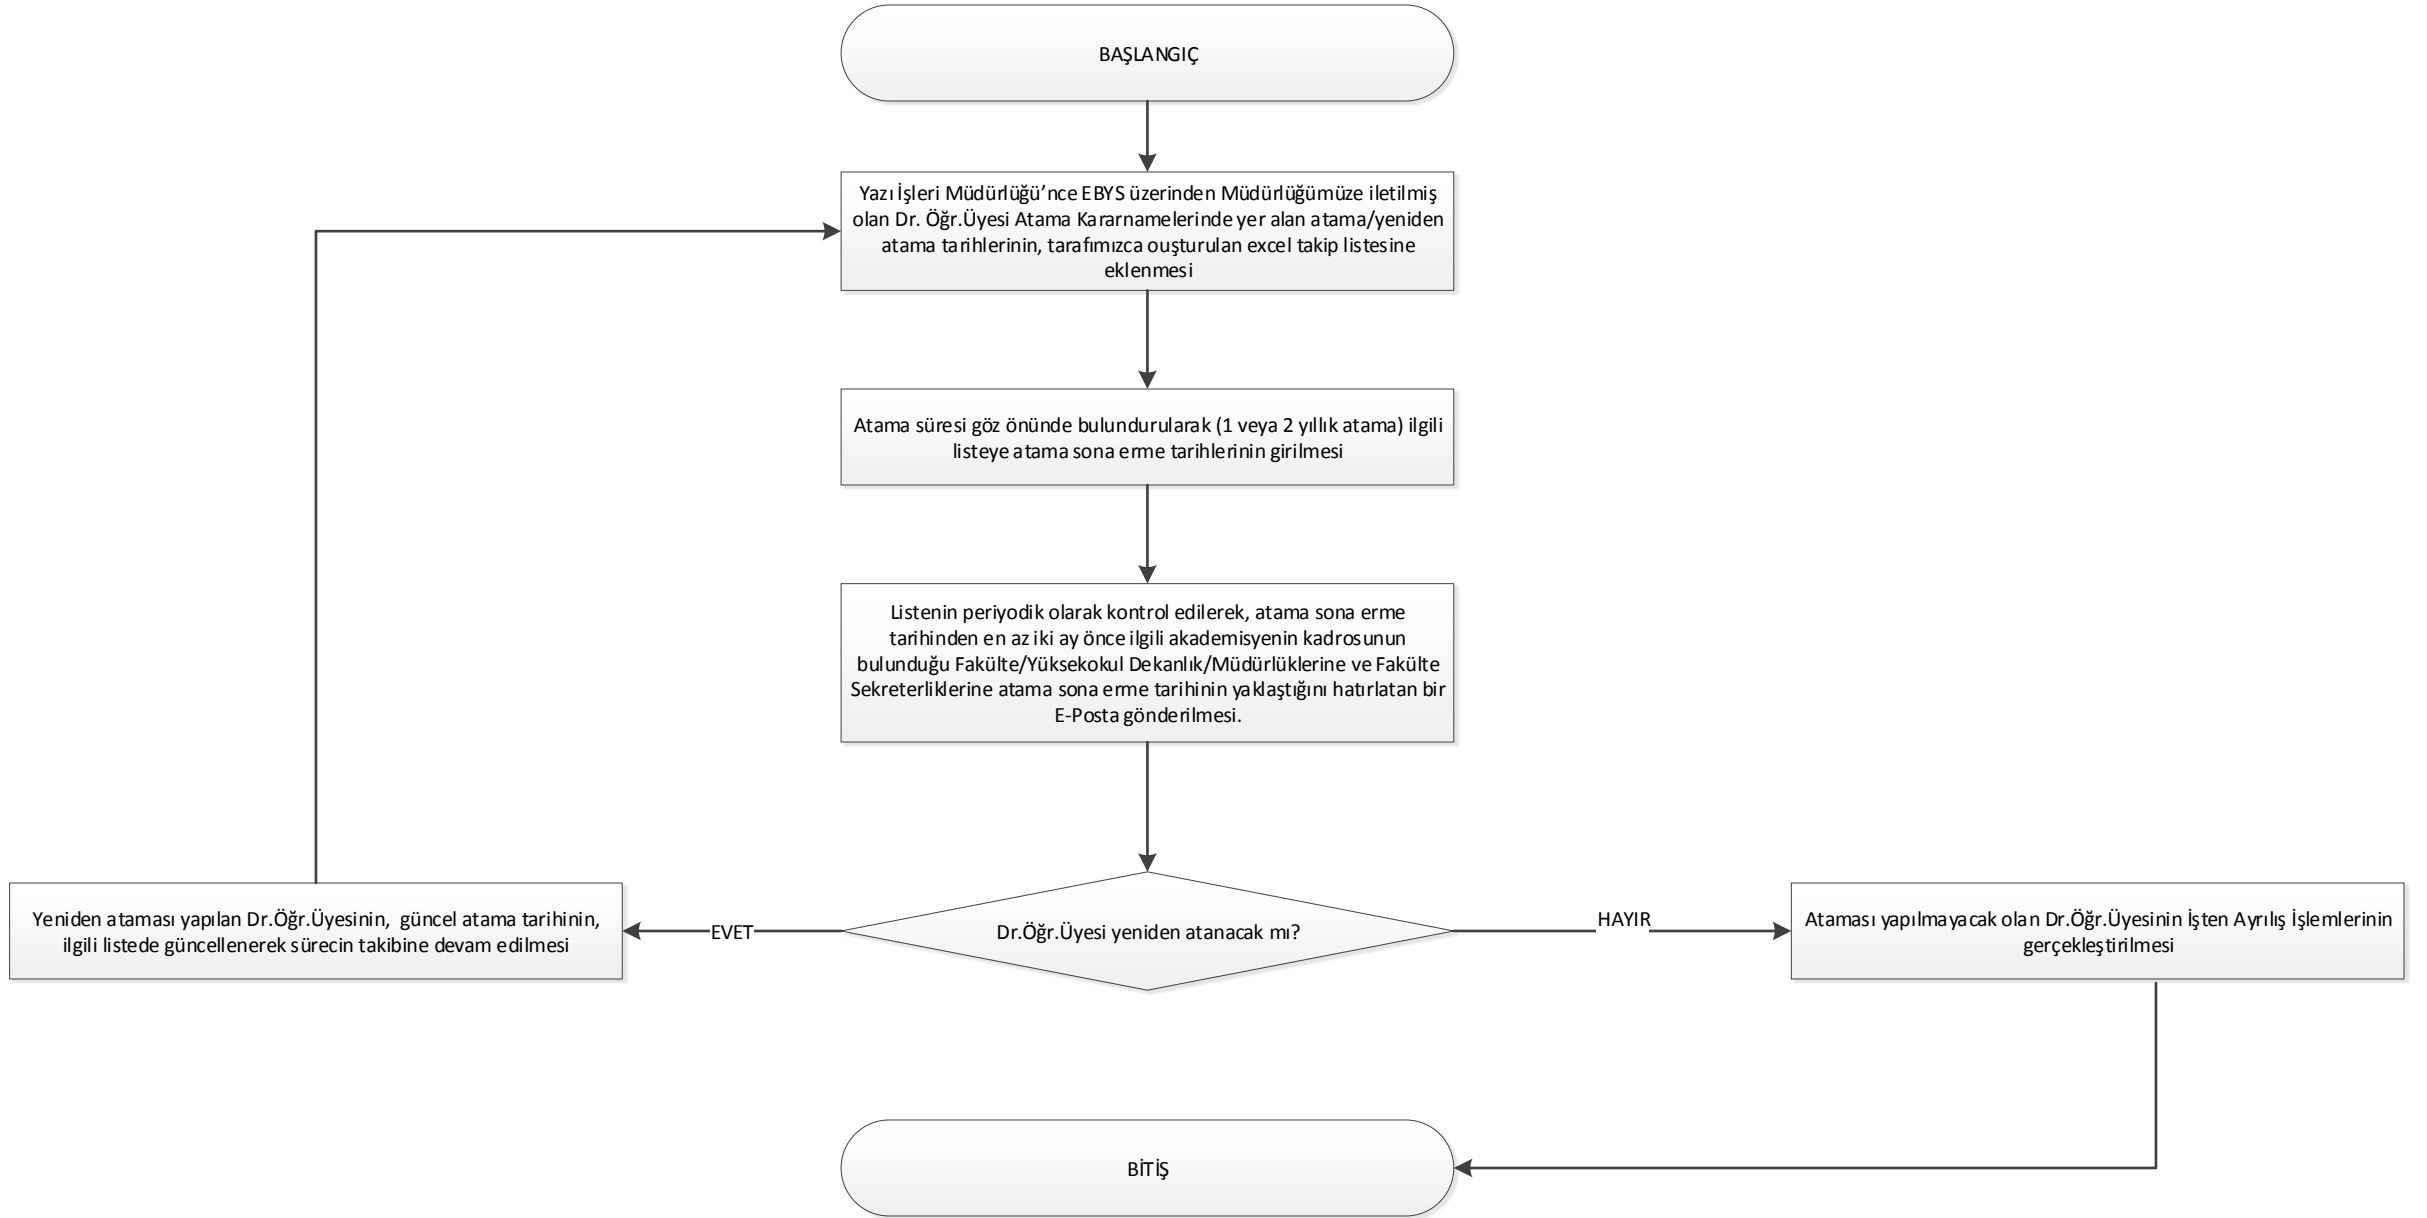 BAŞLANGIÇ
Yazı İşleri Müdürlüğü’nce EBYS üzerinden Müdürlüğümüze iletilmiş
olan Dr. Öğr.Üyesi Atama Kararnamelerinde yer alan atama/yeniden
atama tarihlerinin, tarafımızca ouşturulan excel takip listesine
eklenmesi
Atama süresi göz önünde bulundurularak (1 veya 2 yıllık atama) ilgili
listeye atama sona erme tarihlerinin girilmesi
Listenin periyodik olarak kontrol edilerek, atama sona erme
tarihinden en az iki ay önce ilgili akademisyenin kadrosunun
bulunduğu Fakülte/Yüksekokul Dekanlık/Müdürlüklerine ve Fakülte
Sekreterliklerine atama sona erme tarihinin yaklaştığını hatırlatan bir
E-Posta gönderilmesi.
Yeniden ataması yapılan Dr.Öğr.Üyesinin, güncel atama tarihinin,
ilgili listede güncellenerek sürecin takibine devam edilmesi
EVET
Dr.Öğr.Üyesi yeniden atanacak mı?
HAYIR
Ataması yapılmayacak olan Dr.Öğr.Üyesinin İşten Ayrılış İşlemlerinin
gerçekleştirilmesi
BİTİŞ